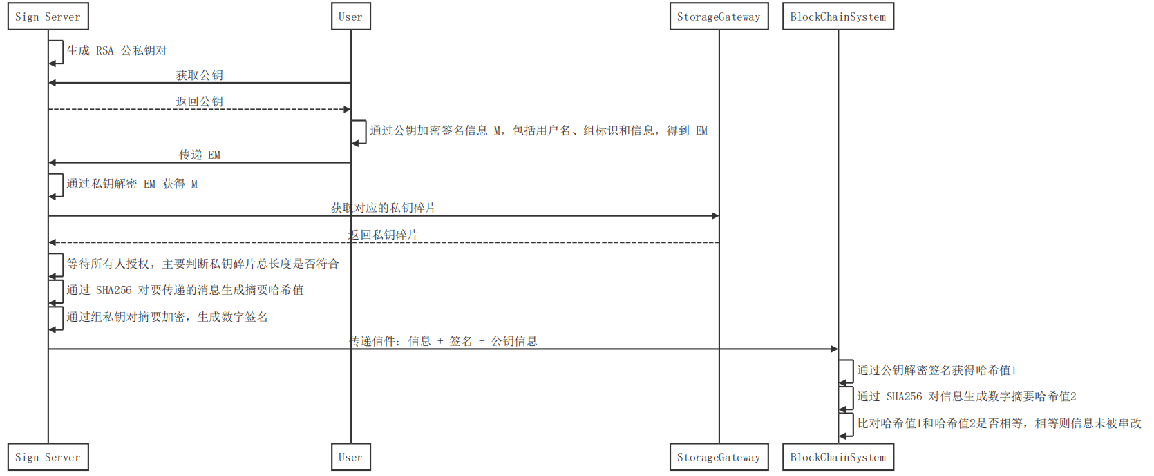 Sign Server
User
StorageGateway
BlockChainSystem
生成 RSA 公私钥对
获取公钥
返回公钥
通过公钥加密签名信息 M，包括用户名、组标识和信息，得到 EM
传递 EM
通过私钥解密 EM 获得 M
获取对应的私钥碎片
返回私钥碎片
等待所有人授权，主要判断私钥碎片总长度是否符合
通过 SHA256 对要传递的消息生成摘要哈希值
通过组私钥对摘要加密，生成数字签名
传递信件：信息 + 签名 + 公钥信息
通过公钥解密签名获得哈希值1
通过 SHA256 对信息生成数字摘要哈希值2
比对哈希值1和哈希值2是否相等，相等则信息未被串改
Sign Server
User
StorageGateway
BlockChainSystem